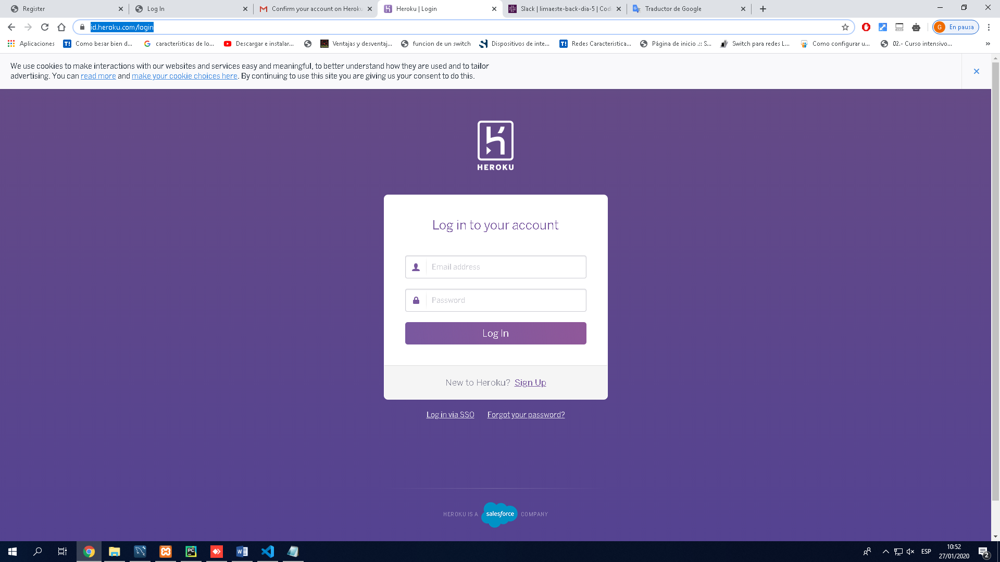 Register
Log In
Confirm your account on Heroku
Heroku | Login
Slack | limaeste-back-dia-5 | Codi
Traductor de Google
id.heroku.com/login
G
En pausa
Aplicaciones
Como besar bien d...
características de lo...
Descargar e instalar...
Ventajas y desventaj...
funcion de un switch
Dispositivos de inte...
Redes Caracteristica...
Página de inicio .:: S...
Switch para redes L...
Como configurar u...
02.- Curso intensivo...
»
We use cookies to make interactions with our websites and services easy and meaningful, to better understand how they are used and to tailor
advertising. You can read more and make your cookie choices here. By continuing to use this site you are giving us your consent to do this.
HEROKU
Log in to your account
Email address
Password
Log In
New to Heroku? Sign Up
Log in via SSO
Forgot your password?
HEROKU IS A salesforce COMPANY
ESP
10:52
27/01/2020
2